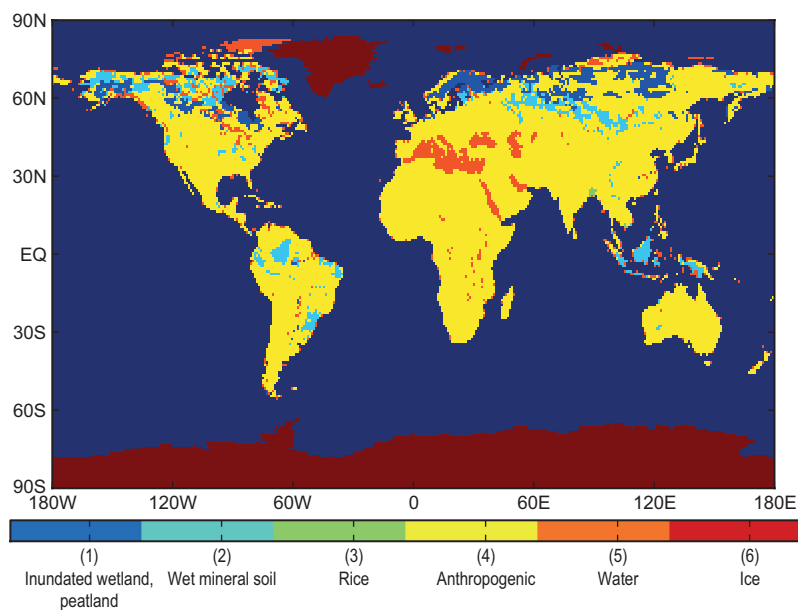 90N
60N
30N
EQ
30S
60S
90S
180W 120W 60W 0 60E 120E 180E
(1) (2) (3) (4) (5) (6)
Inundated wetland, Wet mineral soil Rice Anthropogenic Water Ice
peatland